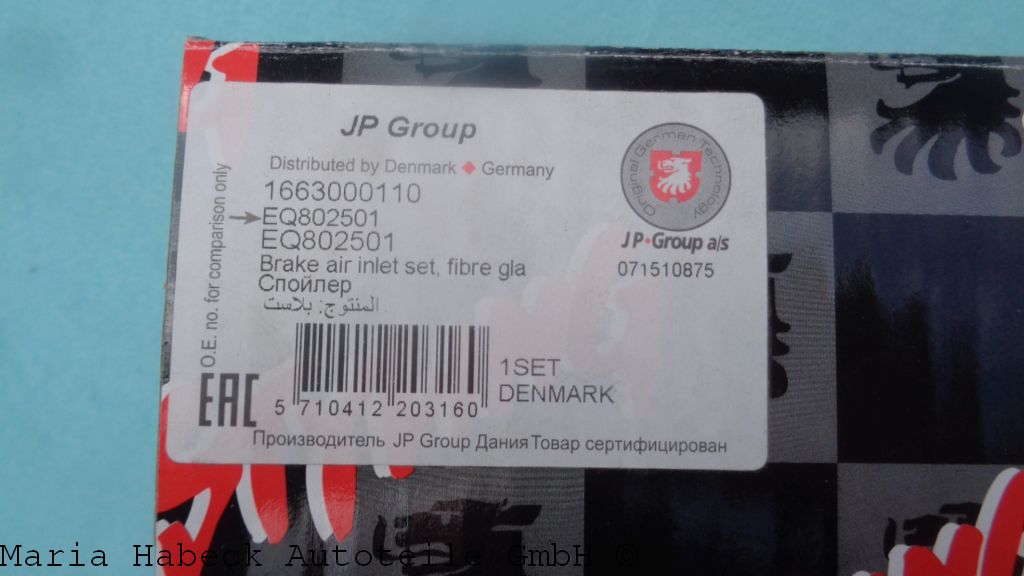 JP Group
Distributed by Denmark ◆ Germany
1663000110
O.E. no. for comparison only
EQ802501
EQ802501
Brake air inlet set, fibre gla
Спойлер
المنتوج: بلاست
5 710412 203160
1SET
DENMARK
EAC
Производитель JP Group Дания Товар сертифицирован
Original German Technology
JP•Group a/s
071510875
Maria Habeck Autoteile GmbH ©